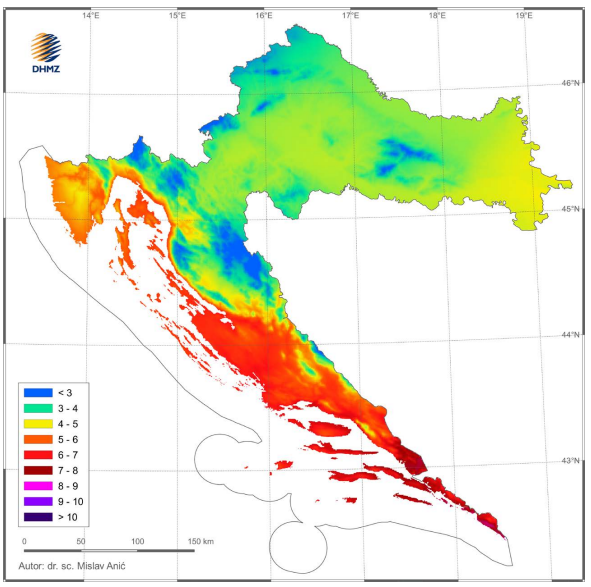 14°E 15°E 16°E 17°E 18°E 19°E
DHMZ
46°N
45°N
44°N
43°N
< 3
3 - 4
4 - 5
5 - 6
6 - 7
7 - 8
8 - 9
9 - 10
> 10
0 50 100 150 km
Autor: dr. sc. Mislav Anić